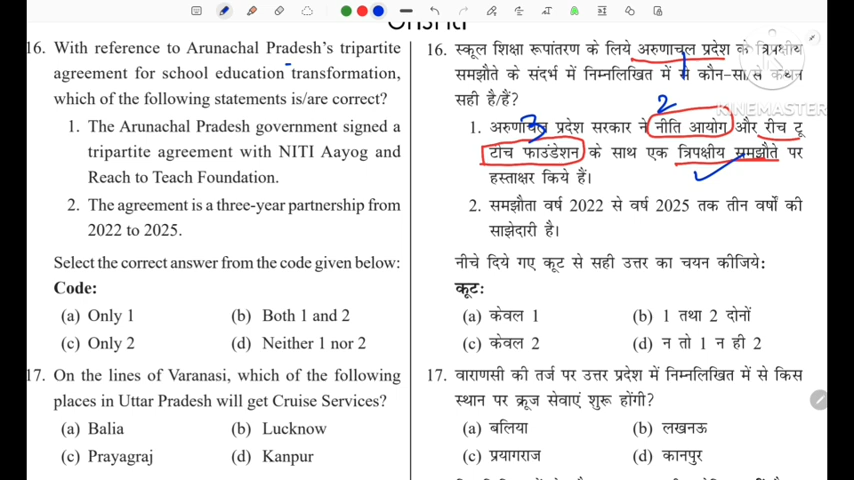 16. With reference to Arunachal Pradesh's tripartite
agreement for school education transformation,
which of the following statements is/are correct?
1. The Arunachal Pradesh government signed a
tripartite agreement with NITI Aayog and
Reach to Teach Foundation.
2. The agreement is a three-year partnership from
2022 to 2025.
Select the correct answer from the code given below:
Code:
(a) Only 1 (b) Both 1 and 2
(c) Only 2 (d) Neither 1 nor 2
17. On the lines of Varanasi, which of the following
places in Uttar Pradesh will get Cruise Services?
(a) Balia (b) Lucknow
(c) Prayagraj (d) Kanpur
16. स्कूल शिक्षा रूपांतरण के लिये अरुणाचल प्रदेश के त्रिपक्षीय
समझौते के संदर्भ में निम्नलिखित में से कौन-सा/से कथन
सही है/हैं?
2
3
1. अरुणाचल प्रदेश सरकार ने नीति आयोग और रीच टू
टीच फाउंडेशन के साथ एक त्रिपक्षीय समझौते पर
हस्ताक्षर किये हैं।
2. समझौता वर्ष 2022 से वर्ष 2025 तक तीन वर्षों की
साझेदारी है।
नीचे दिये गए कूट से सही उत्तर का चयन कीजिये:
कूट:
(a) केवल 1 (b) 1 तथा 2 दोनों
(c) केवल 2 (d) न तो 1 न ही 2
17. वाराणसी की तर्ज पर उत्तर प्रदेश में निम्नलिखित में से किस
स्थान पर क्रूज सेवाएं शुरू होंगी?
(a) बलिया (b) लखनऊ
(c) प्रयागराज (d) कानपुर
KINEMASTER